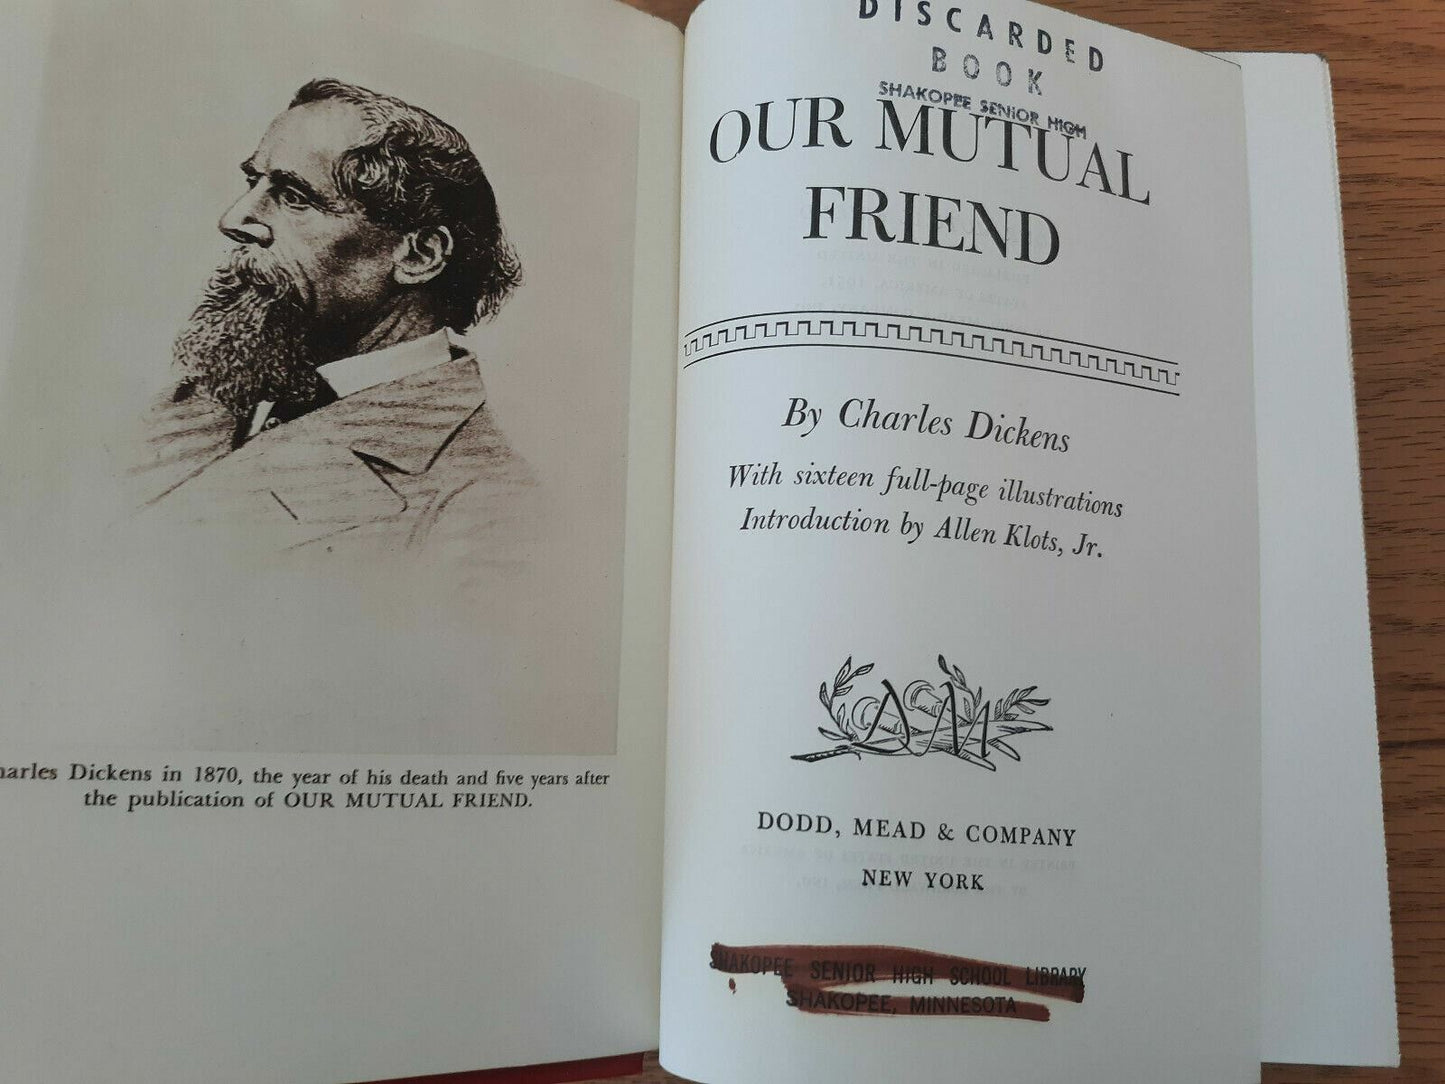 harles Dickens in 1870, the year of his death and five years after
the publication of OUR MUTUAL FRIEND.
DISCARDED
BOOK
SHAKOPEE SENIOR HIGH
OUR MUTUAL
FRIEND
By Charles Dickens
With sixteen full-page illustrations
Introduction by Allen Klots, Jr.
DM
DODD, MEAD & COMPANY
NEW YORK
SHAKOPEE SENIOR HIGH SCHOOL LIBRARY
SHAKOPEE, MINNESOTA